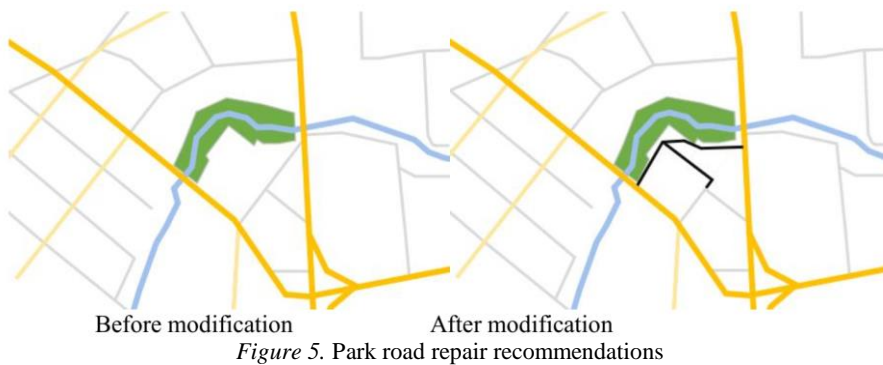 Before modification After modification
Figure 5. Park road repair recommendations